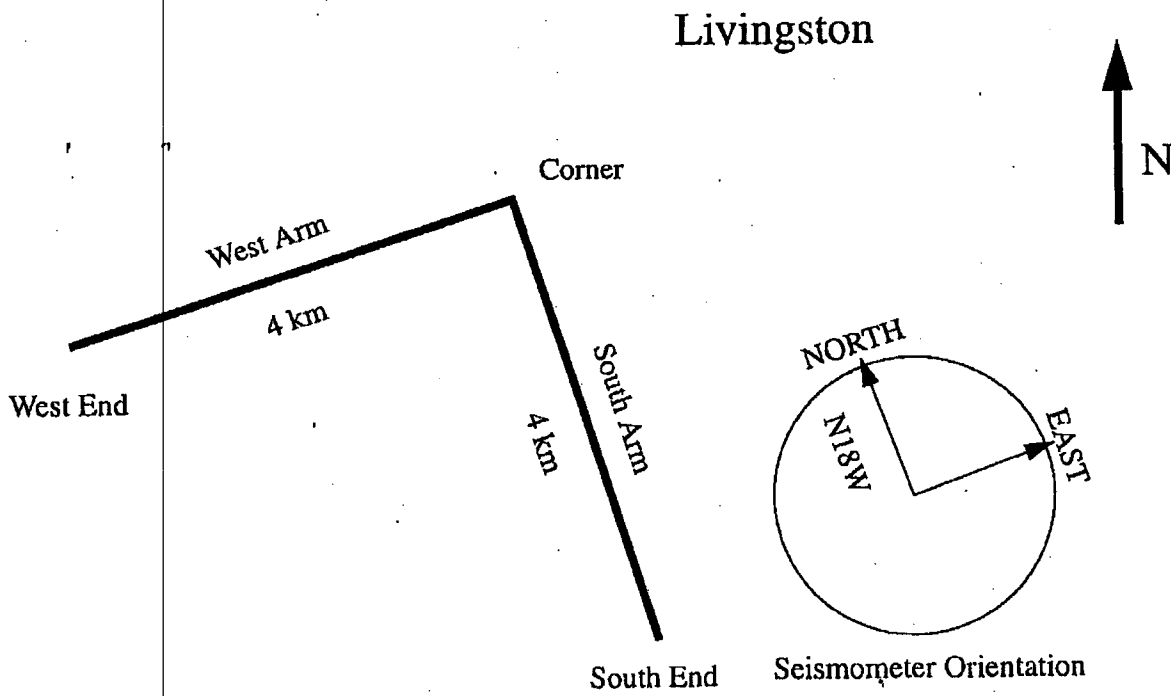 Livingston
N
Corner
West Arm
4 km
West End
South Arm
4 km
South End
NORTH
EAST
N18W
Seismometer Orientation